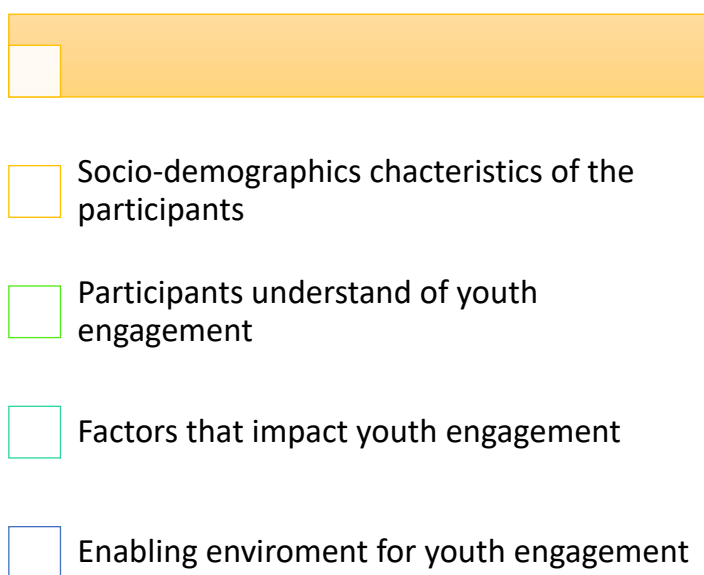 Socio-demographics chacteristics of the
participants
Participants understand of youth
engagement
Factors that impact youth engagement
Enabling enviroment for youth engagement